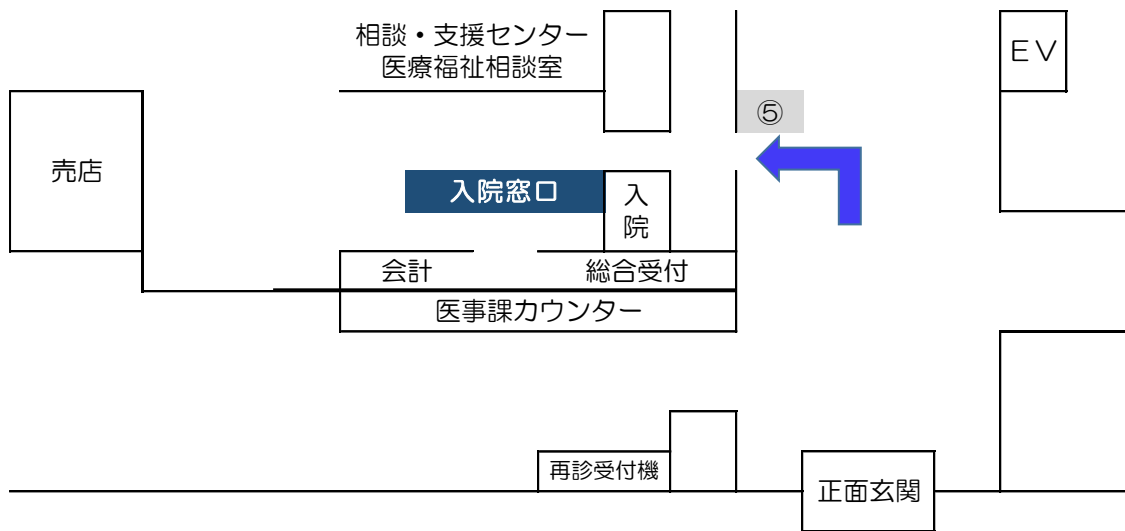 相談・支援センター
医療福祉相談室
EV
⑤
売店
入院窓口
入
院
会計
総合受付
医事課カウンター
再診受付機
正面玄関